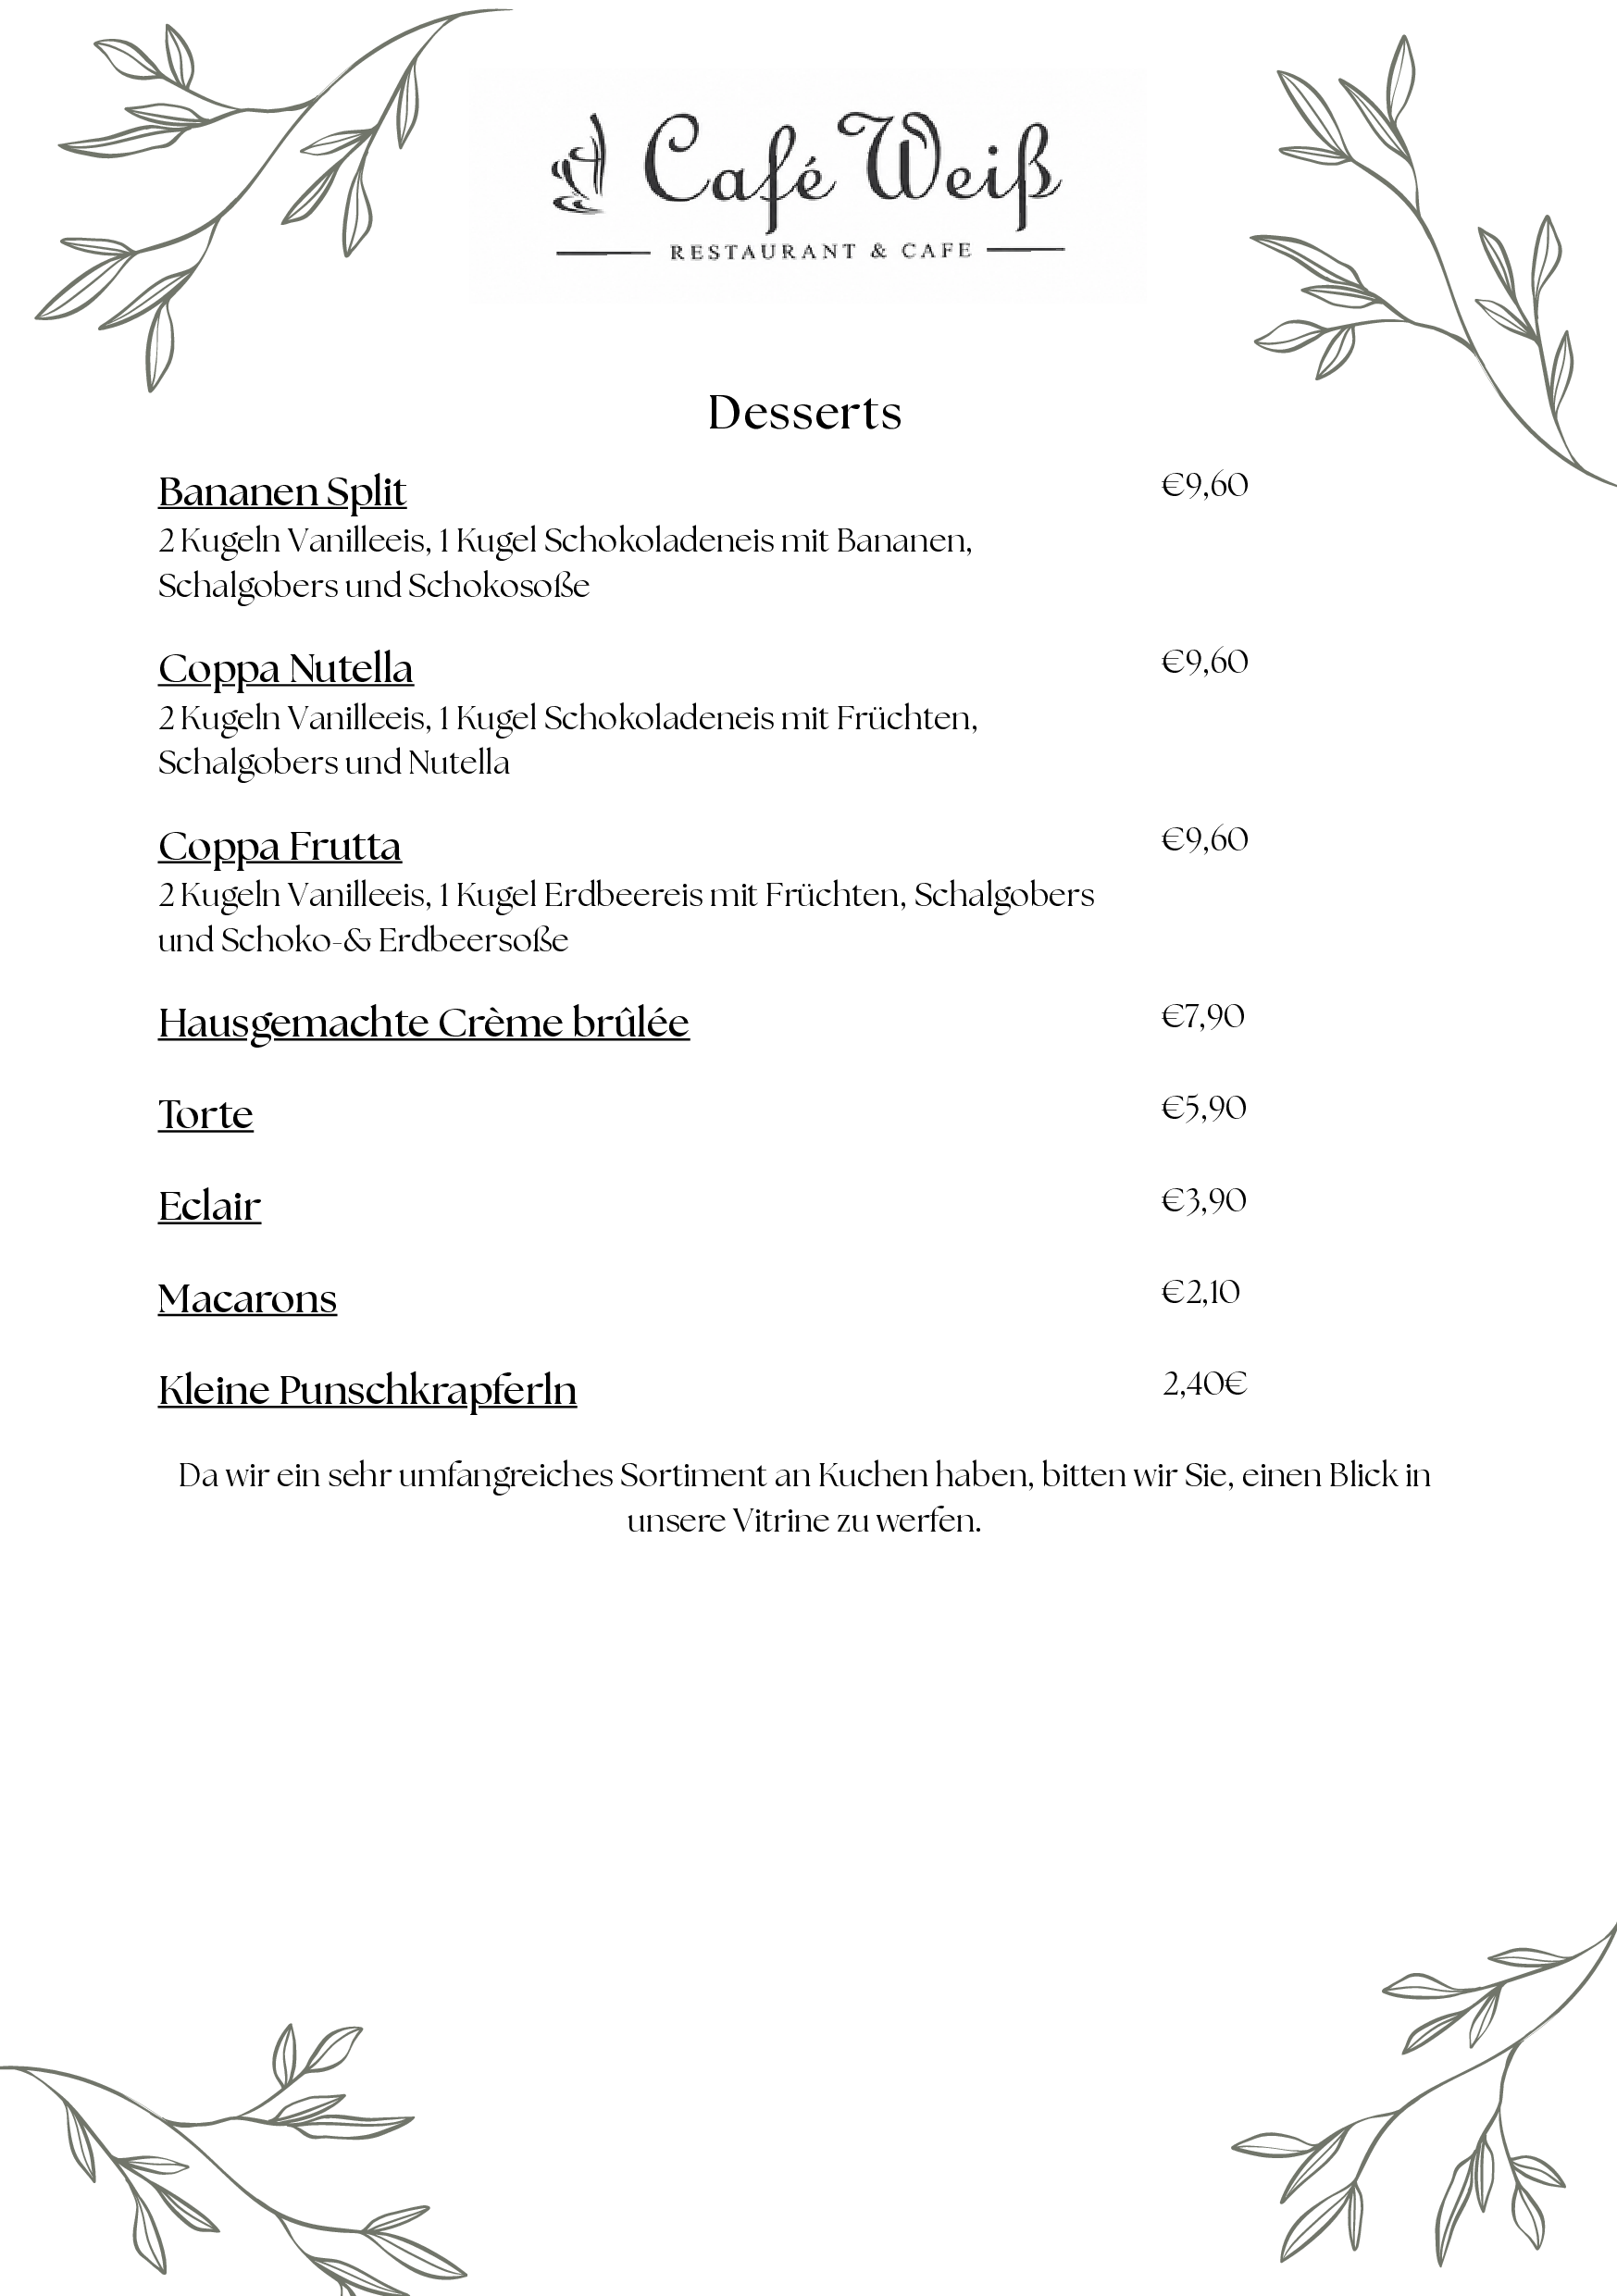 Café Weiß
RESTAURANT & CAFE
Desserts
Bananen Split €9,60
2 Kugeln Vanilleeis, 1 Kugel Schokoladeneis mit Bananen,
Schalgobers und Schokosoße
Coppa Nutella €9,60
2 Kugeln Vanilleeis, 1 Kugel Schokoladeneis mit Früchten,
Schalgobers und Nutella
Coppa Frutta €9,60
2 Kugeln Vanilleeis, 1 Kugel Erdbeereis mit Früchten, Schalgobers
und Schoko-& Erdbeersoße
Hausgemachte Crème brûlée €7,90
Torte €5,90
Eclair €3,90
Macarons €2,10
Kleine Punschkrapferln 2,40€
Da wir ein sehr umfangreiches Sortiment an Kuchen haben, bitten wir Sie, einen Blick in
unsere Vitrine zu werfen.